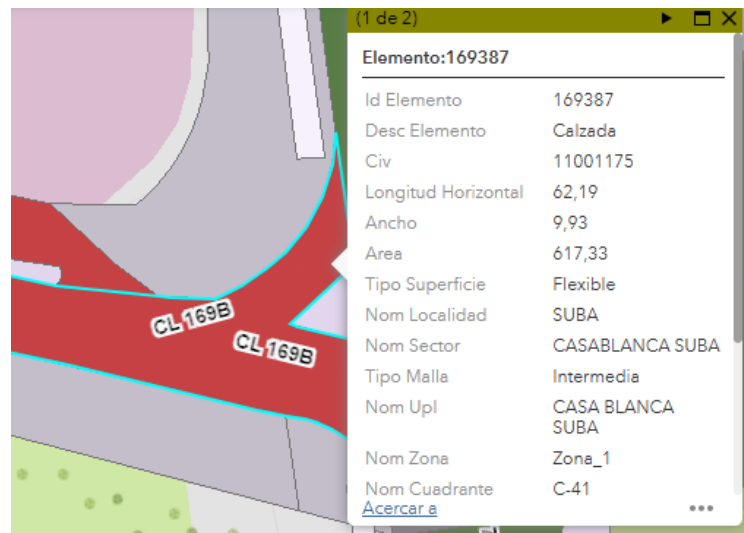 (1 de 2)
Elemento:169387
Id Elemento 169387
Desc Elemento Calzada
Civ 11001175
Longitud Horizontal 62,19
Ancho 9,93
Area 617,33
Tipo Superficie Flexible
Nom Localidad SUBA
Nom Sector CASABLANCA SUBA
Tipo Malla Intermedia
Nom Upl CASA BLANCA
SUBA
Nom Zona Zona_1
Nom Cuadrante C-41
Acercar a
CL 169B
CL 169B